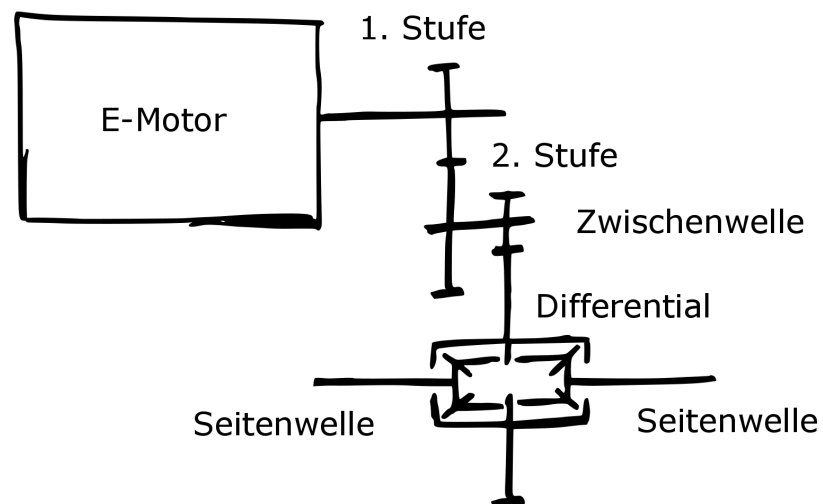 1. Stufe
E-Motor
2. Stufe
Zwischenwelle
Differential
Seitenwelle
Seitenwelle